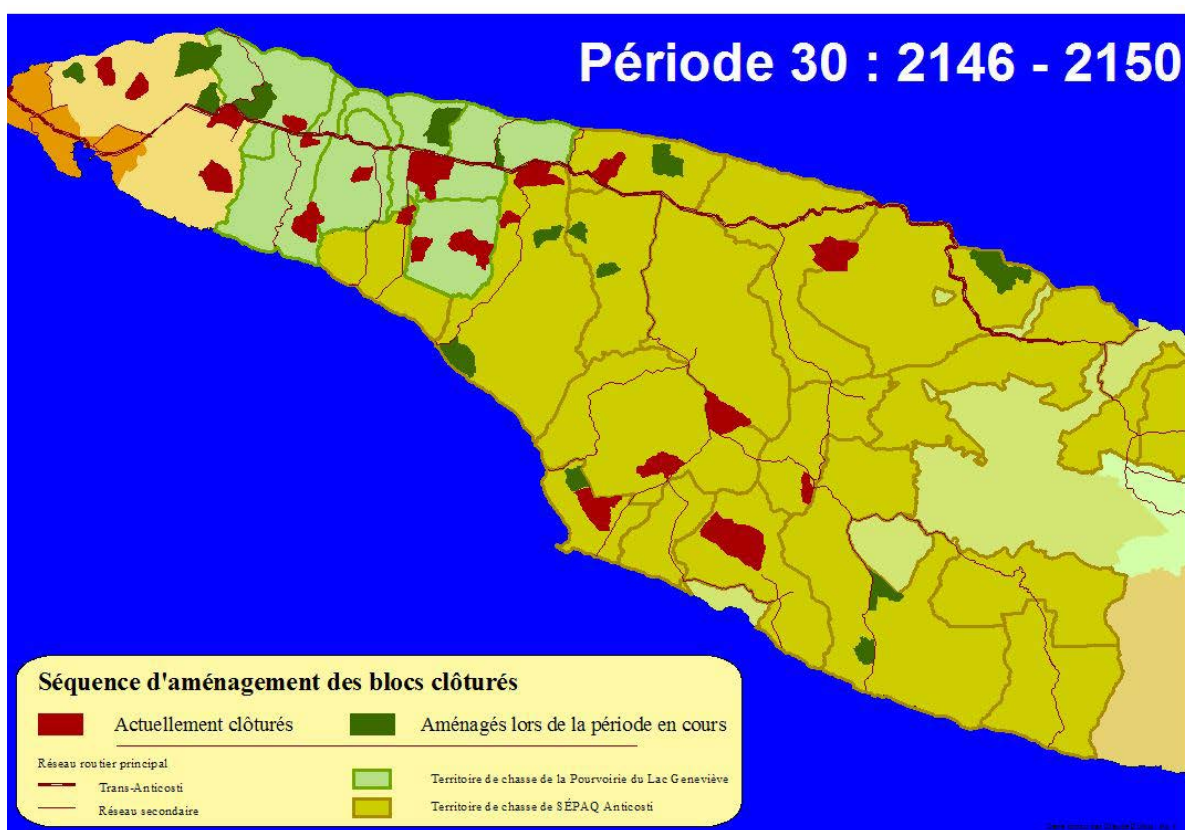 Période 30 : 2146 - 2150
Séquence d'aménagement des blocs clôturés
Actuellement clôturés
Aménagés lors de la période en cours
Réseau routier principal
Trans-Anticosti
Réseau secondaire
Territoire de chasse de la Pourvoirie du Lac Geneviève
Territoire de chasse de SÉPAQ Anticosti